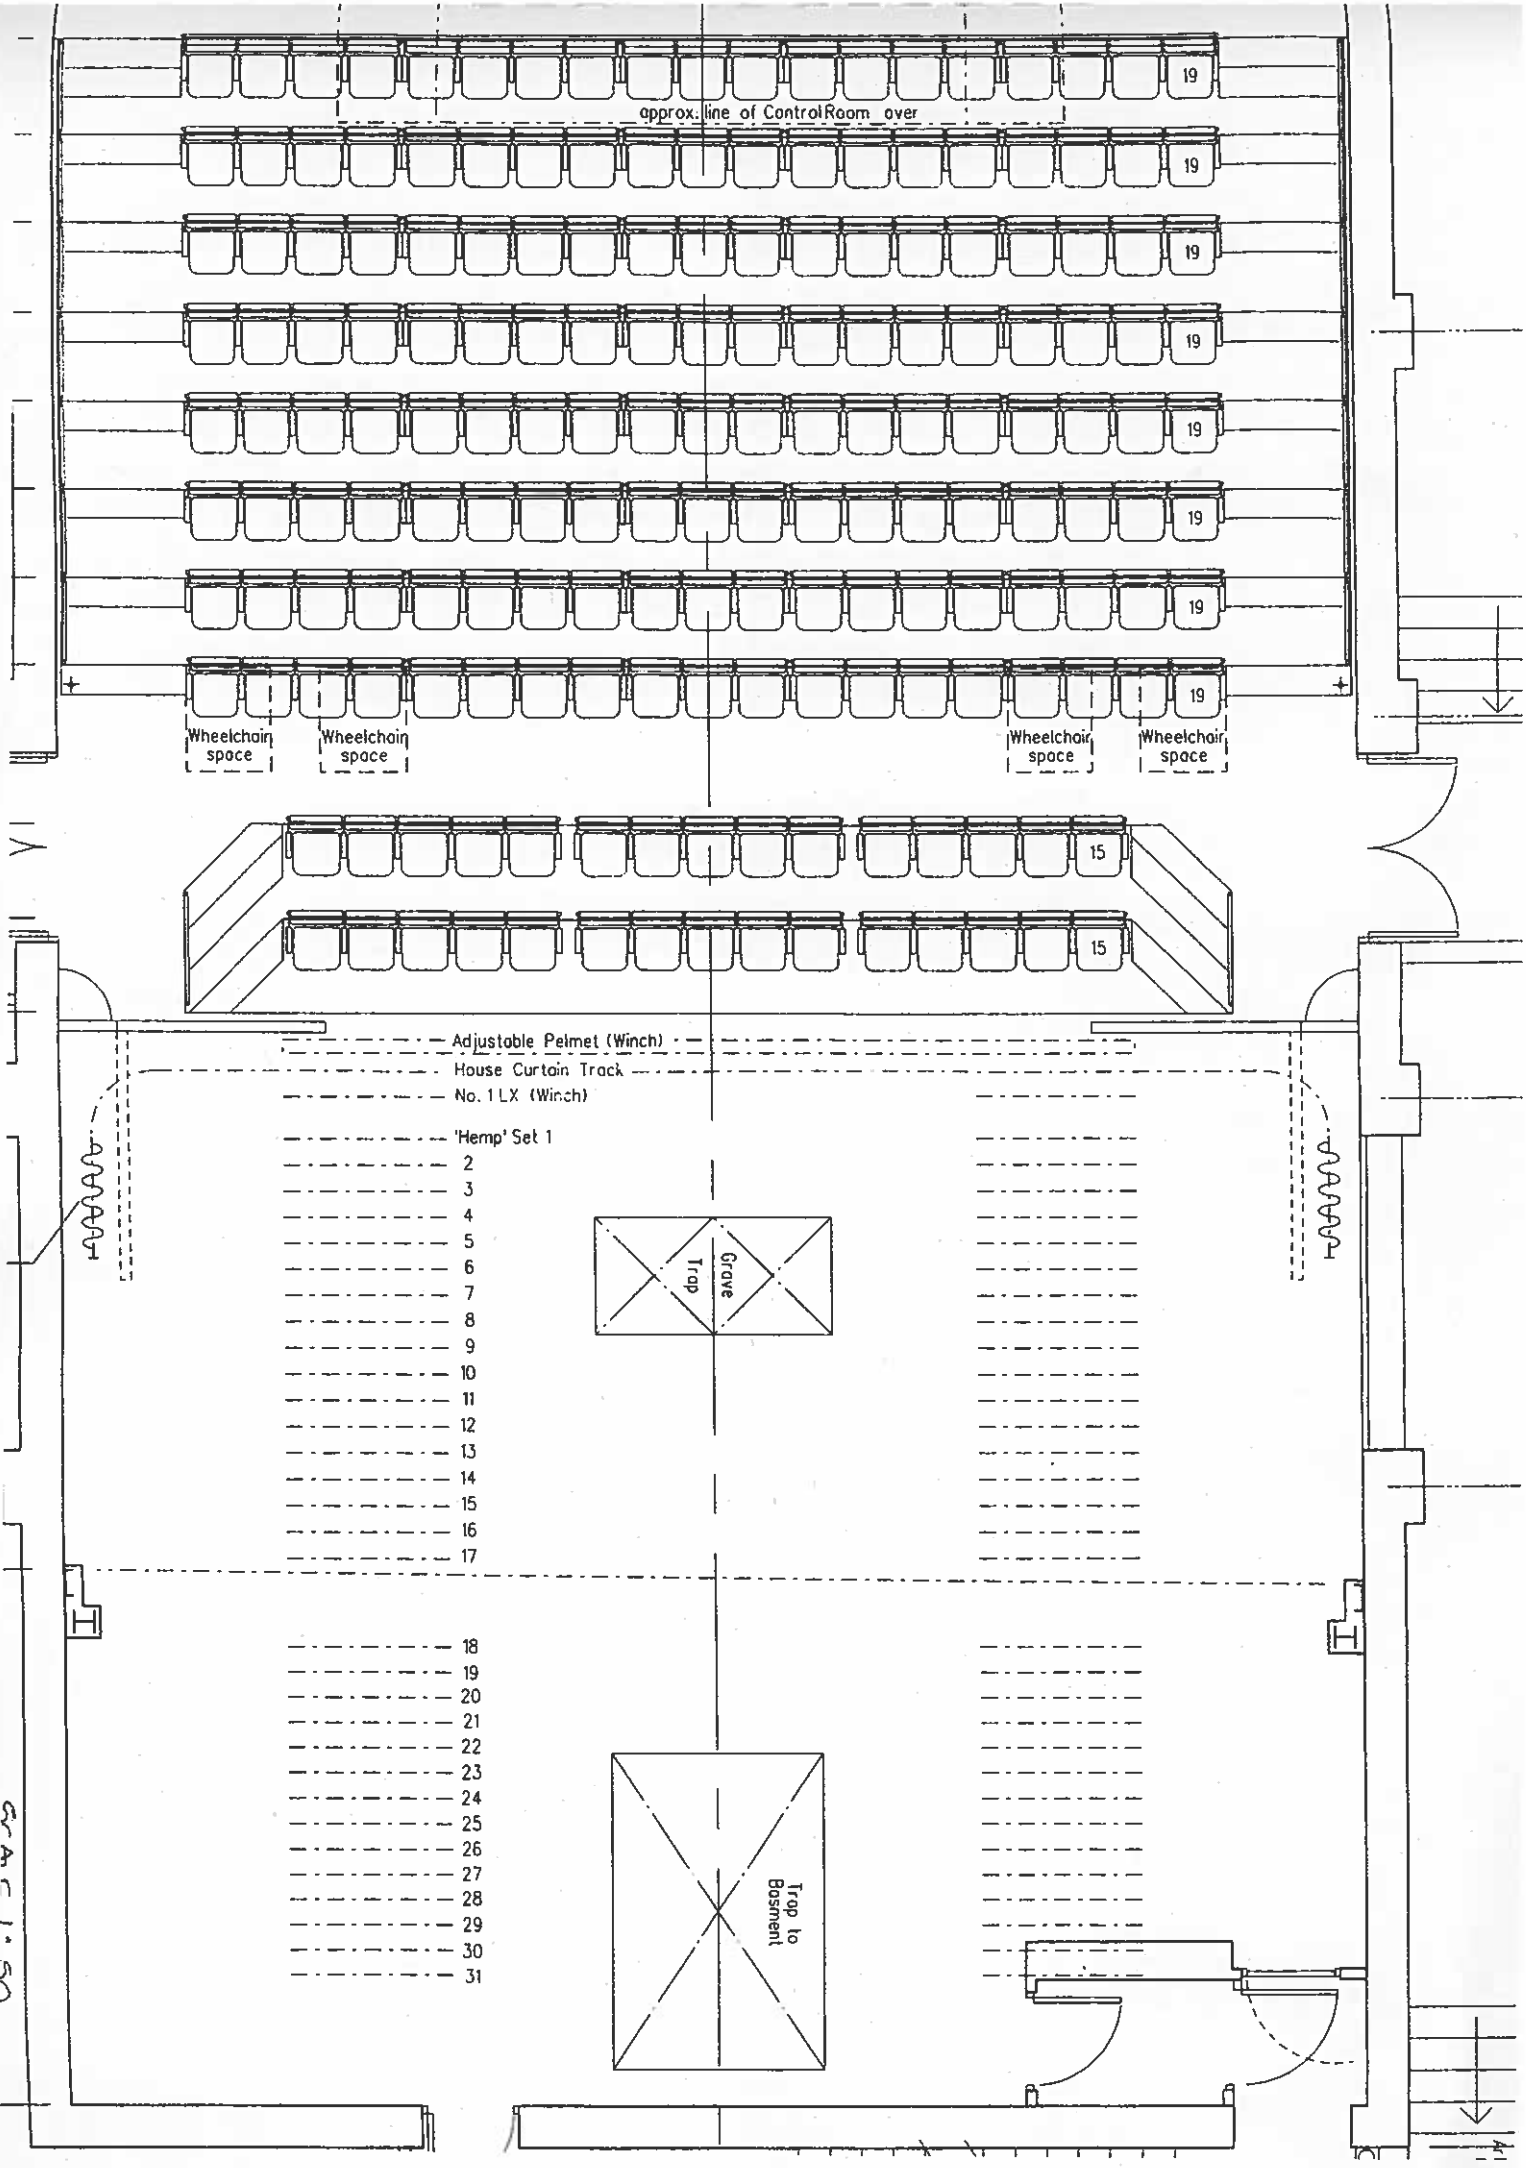 19
approx. line of Control Room over
19
19
19
19
19
19
19
Wheelchair
space
Wheelchair
space
Wheelchair
space
Wheelchair
space
15
15
Adjustable Pelmet (Winch)
House Curtain Track
No. 1 LX (Winch)
'Hemp' Set 1
2
3
4
5
6
7
8
9
10
11
12
13
14
15
16
17
Grave
Trap
18
19
20
21
22
23
24
25
26
27
28
29
30
31
Trap to
Basment
1:50